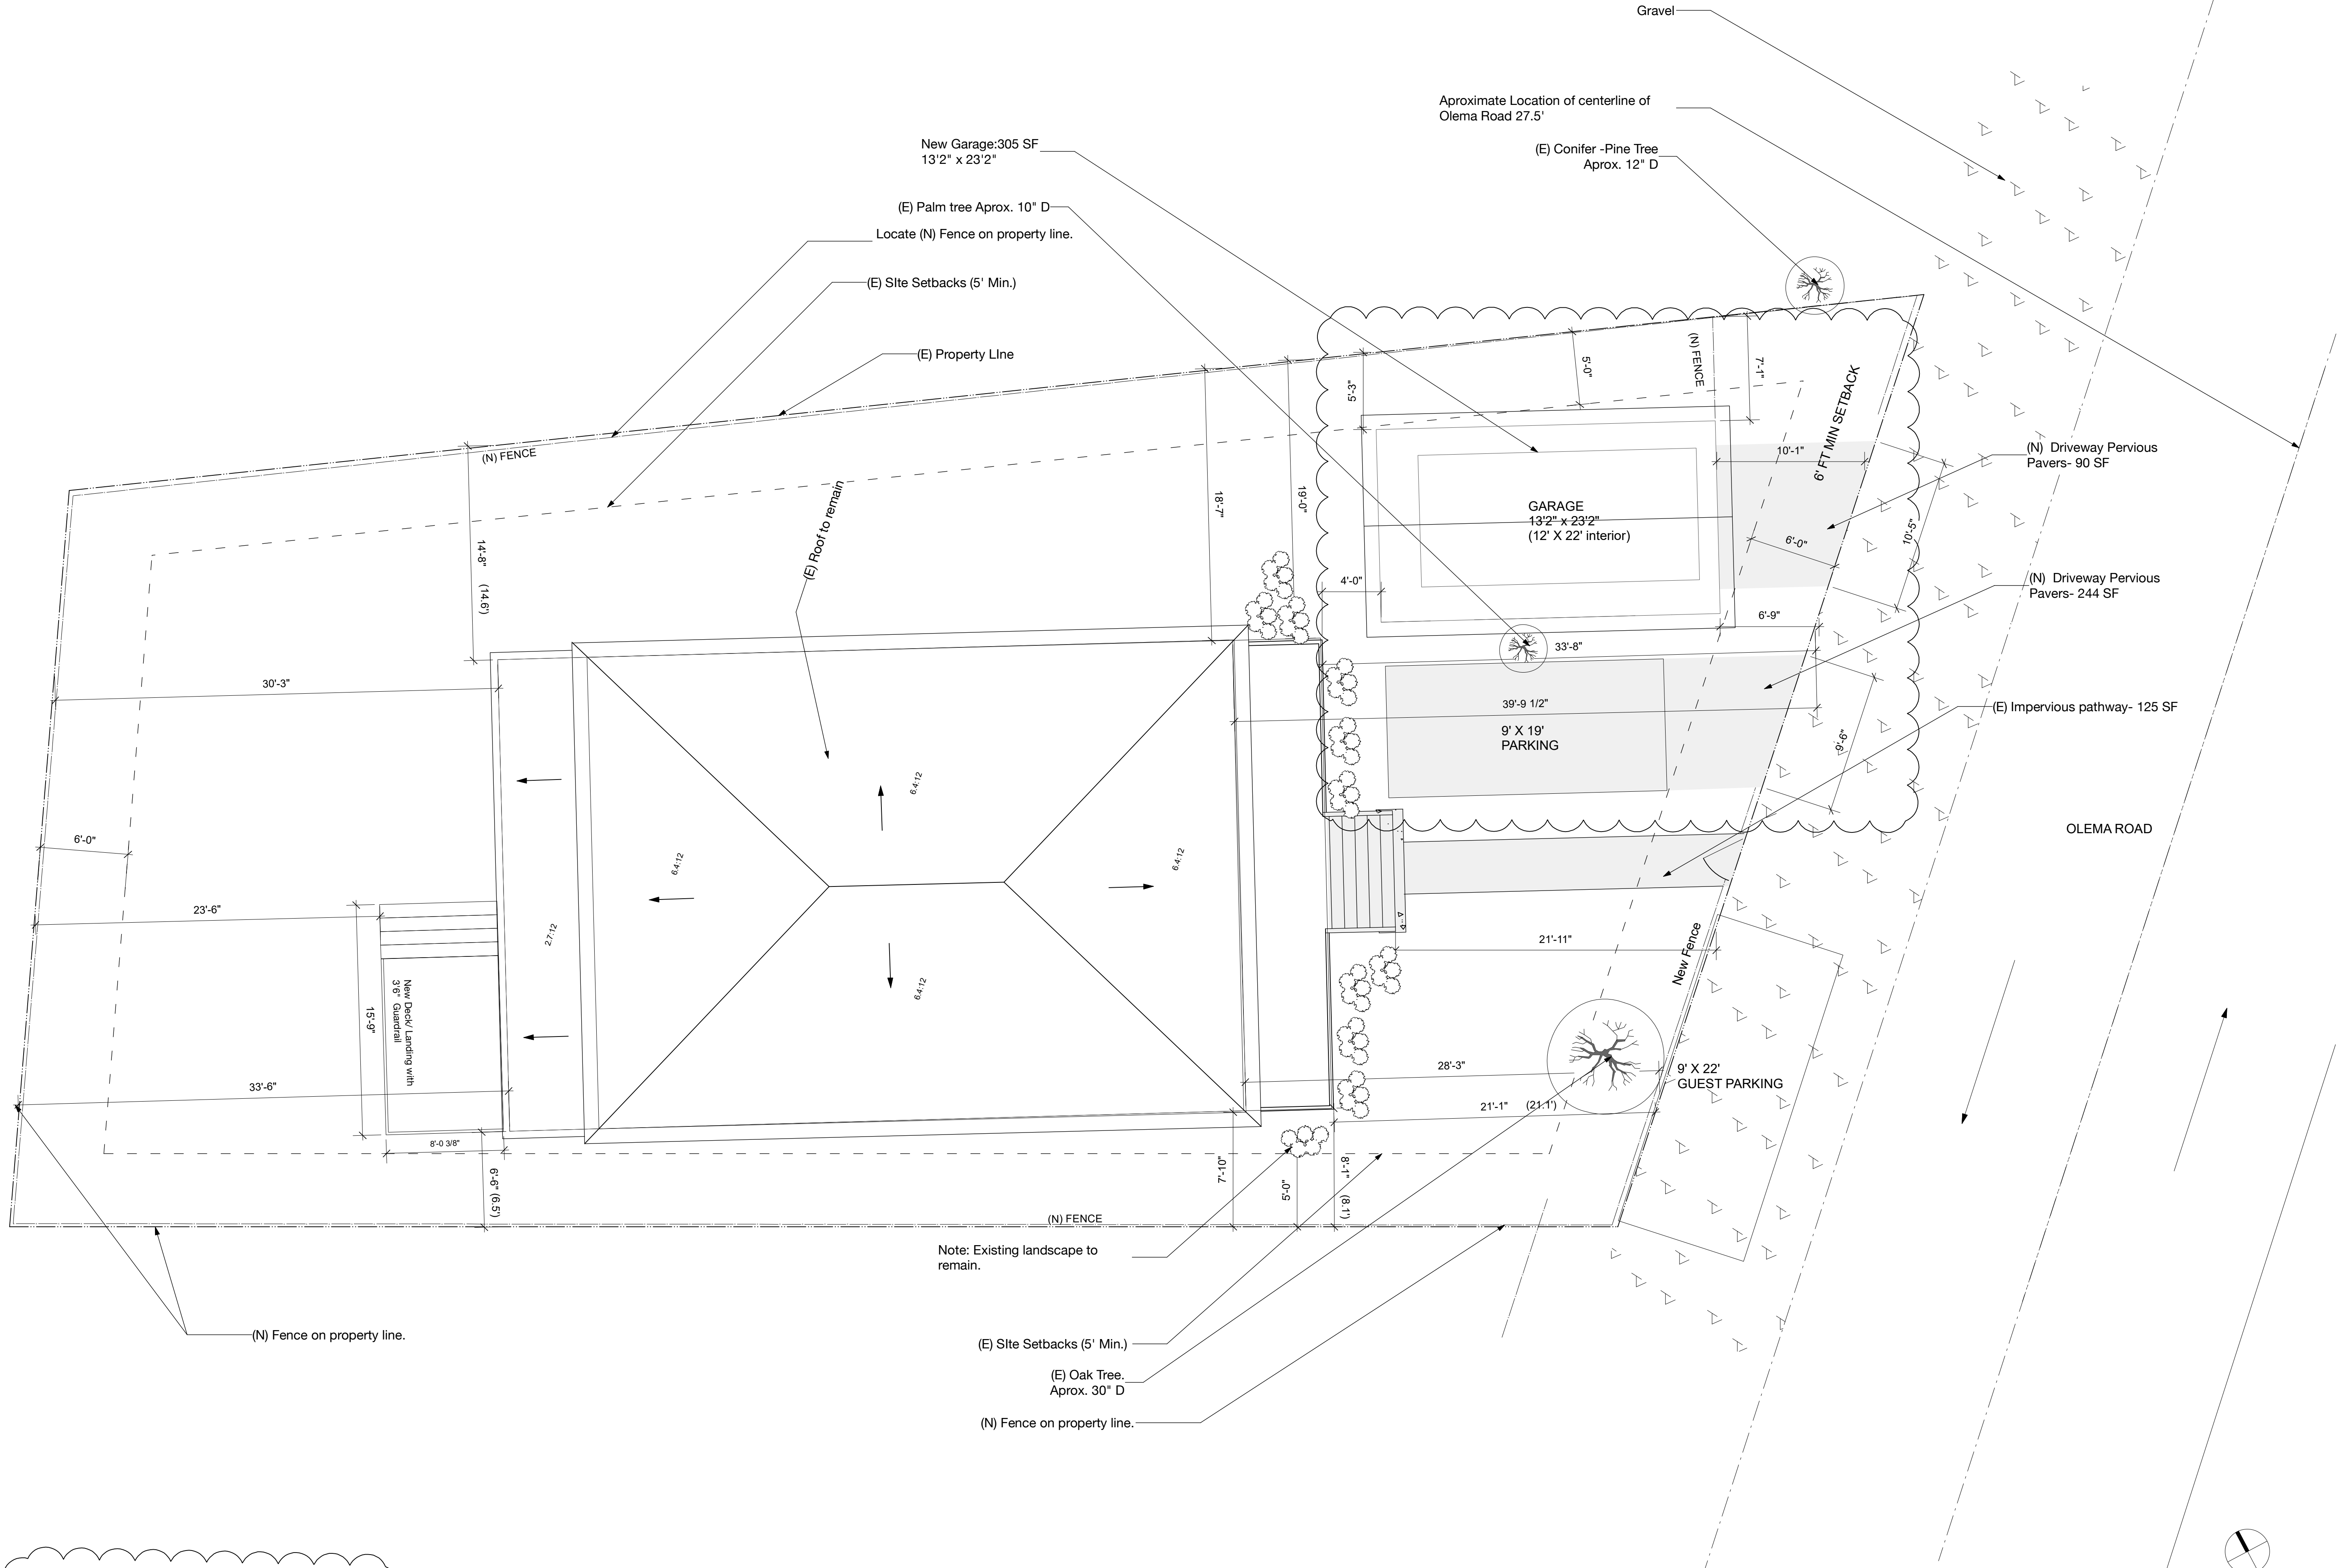 Gravel
Aproximate Location of centerline of
Olema Road 27.5'
(E) Conifer -Pine Tree
Aprox. 12" D
New Garage:305 SF
13'2" x 23'2"
(E) Palm tree Aprox. 10" D
Locate (N) Fence on property line.
(E) SIte Setbacks (5' Min.)
(E) Property LIne
(N) FENCE
(N) FENCE
5'-0"
7'-1"
5'-3"
6' FT MIN SETBACK
10'-1"
(N) Driveway Pervious
Pavers- 90 SF
(E) Roof to remain
18'-7"
19'-0"
14'-8" (14.6')
GARAGE
13'2" x 23'2"
(12' X 22' interior)
6'-0"
10'-5"
4'-0"
(N) Driveway Pervious
Pavers- 244 SF
6'-9"
33'-8"
30'-3"
39'-9 1/2"
9' X 19'
PARKING
9'-6"
(E) Impervious pathway- 125 SF
6.4:12
6.4:12
6.4:12
6.4:12
2.7:12
OLEMA ROAD
6'-0"
23'-6"
21'-11"
New Fence
New Deck/ Landing with
3'6" Guardrail
15'-9"
33'-6"
28'-3"
9' X 22'
GUEST PARKING
21'-1" (21.1')
8'-0 3/8"
6'-6" (6.5')
7'-10"
5'-0"
8'-1" (8.1')
(N) FENCE
Note: Existing landscape to
remain.
(N) Fence on property line.
(E) SIte Setbacks (5' Min.)
(E) Oak Tree.
Aprox. 30" D
(N) Fence on property line.